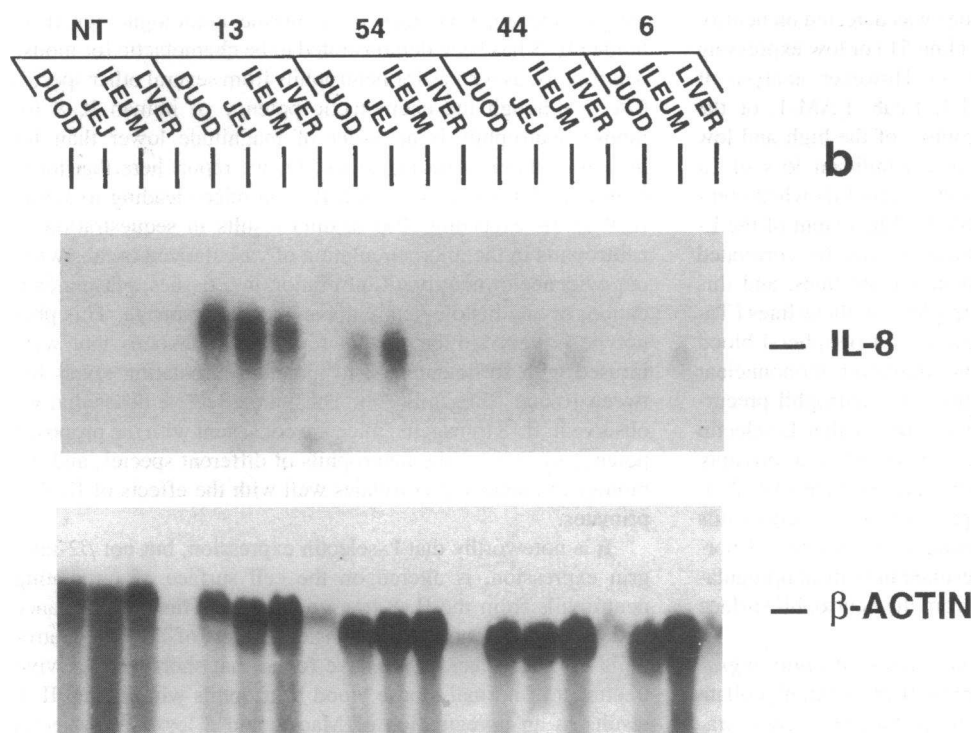 NT 13 54 44 6
DUOD JEJ ILEUM LIVER DUOD JEJ ILEUM LIVER DUOD JEJ ILEUM LIVER DUOD JEJ ILEUM LIVER DUOD ILEUM LIVER
b
— IL-8
— β-ACTIN